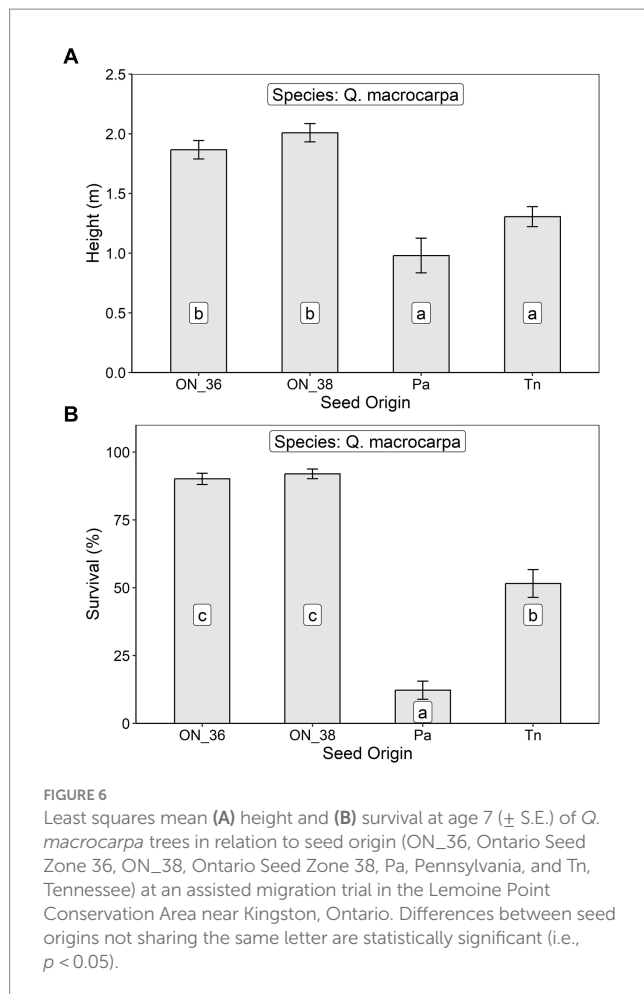 A
Species: Q. macrocarpa
Height (m)
2.5
2.0
1.5
1.0
0.5
0.0
b
b
a
a
ON_36
ON_38
Pa
Tn
Seed Origin
B
Species: Q. macrocarpa
Survival (%)
100
75
50
25
0
c
c
a
b
ON_36
ON_38
Pa
Tn
Seed Origin
FIGURE 6
Least squares mean (A) height and (B) survival at age 7 (± S.E.) of Q.
macrocarpa trees in relation to seed origin (ON_36, Ontario Seed
Zone 36, ON_38, Ontario Seed Zone 38, Pa, Pennsylvania, and Tn,
Tennessee) at an assisted migration trial in the Lemoine Point
Conservation Area near Kingston, Ontario. Differences between seed
origins not sharing the same letter are statistically significant (i.e.,
p < 0.05).